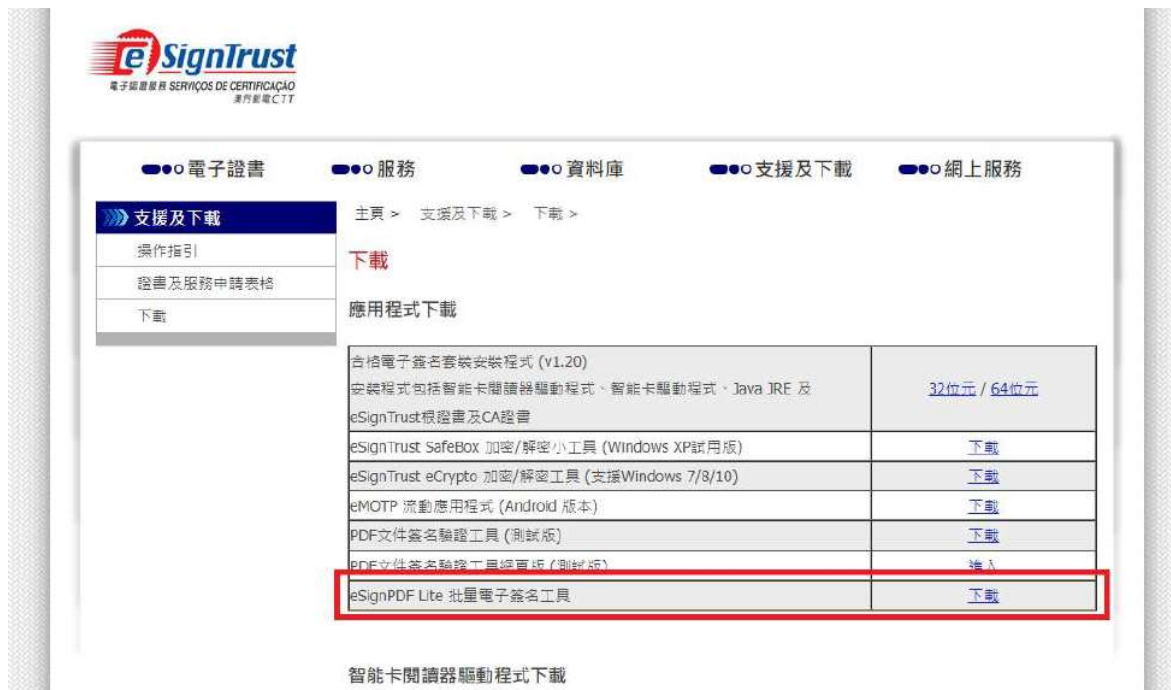 eSignTrust
電子認證服務 SERVIÇOS DE CERTIFICAÇÃO
澳門郵電CTT
電子證書 服務 資料庫 支援及下載 網上服務
支援及下載
操作指引
證書及服務申請表格
下載
主頁 > 支援及下載 > 下載 >
下載
應用程式下載
合格電子簽名套裝安裝程式 (v1.20)
安裝程式包括智能卡閱讀器驅動程式、智能卡驅動程式、Java JRE 及
eSignTrust根證書及CA證書
32位元 / 64位元
eSignTrust SafeBox 加密/解密小工具 (Windows XP試用版) 下載
eSignTrust eCrypto 加密/解密工具 (支援Windows 7/8/10) 下載
eMOTP 流動應用程式 (Android 版本) 下載
PDF文件簽名驗證工具 (測試版) 下載
PDF文件簽名驗證工具網頁版 (測試版) 進入
eSignPDF Lite 批量電子簽名工具 下載
智能卡閱讀器驅動程式下載